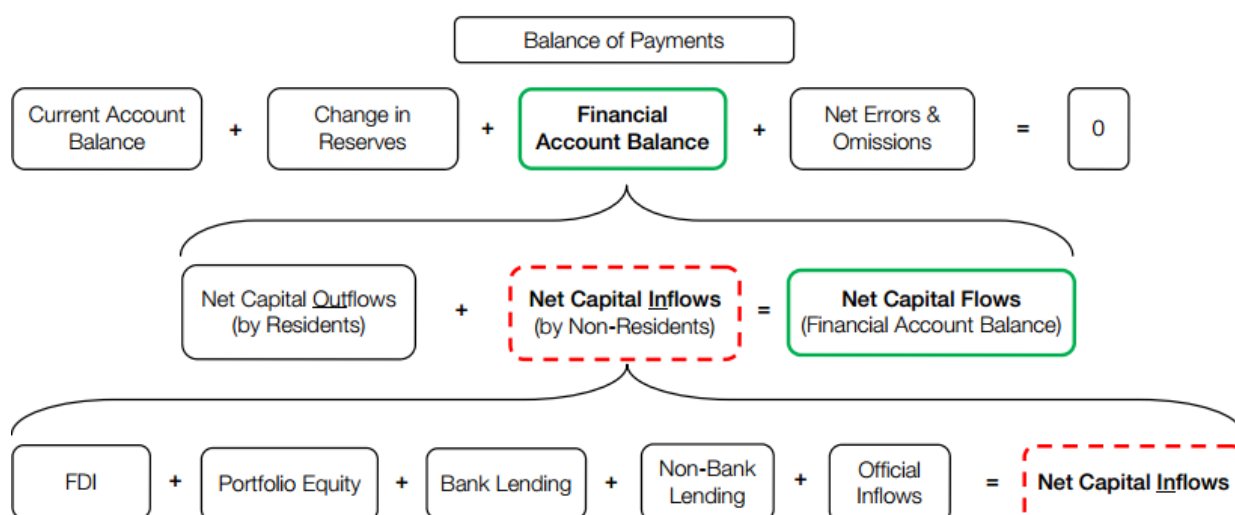 Balance of Payments
Current Account Balance + Change in Reserves + Financial Account Balance + Net Errors & Omissions = 0
Net Capital Outflows (by Residents) + Net Capital Inflows (by Non-Residents) = Net Capital Flows (Financial Account Balance)
FDI + Portfolio Equity + Bank Lending + Non-Bank Lending + Official Inflows = Net Capital Inflows